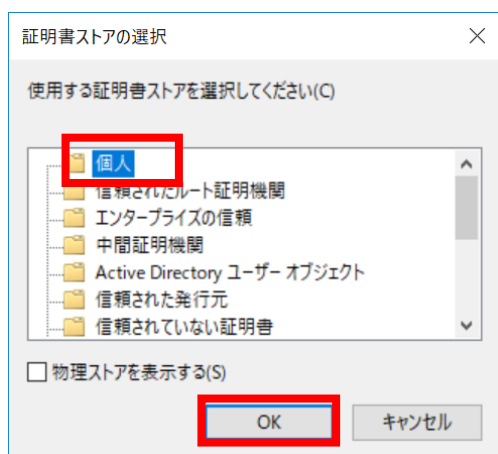 証明書ストアの選択
使用する証明書ストアを選択してください(C)
個人
信頼されたルート証明機関
エンタープライズの信頼
中間証明機関
Active Directory ユーザー オブジェクト
信頼された発行元
信頼されていない証明書
物理ストアを表示する(S)
OK キャンセル